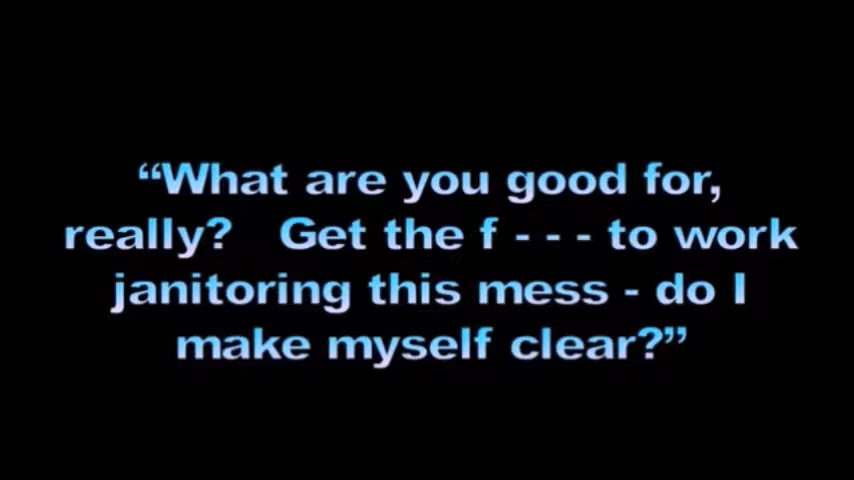 “What are you good for,
really?   Get the f - - - to work
janitoring this mess - do I
make myself clear?”